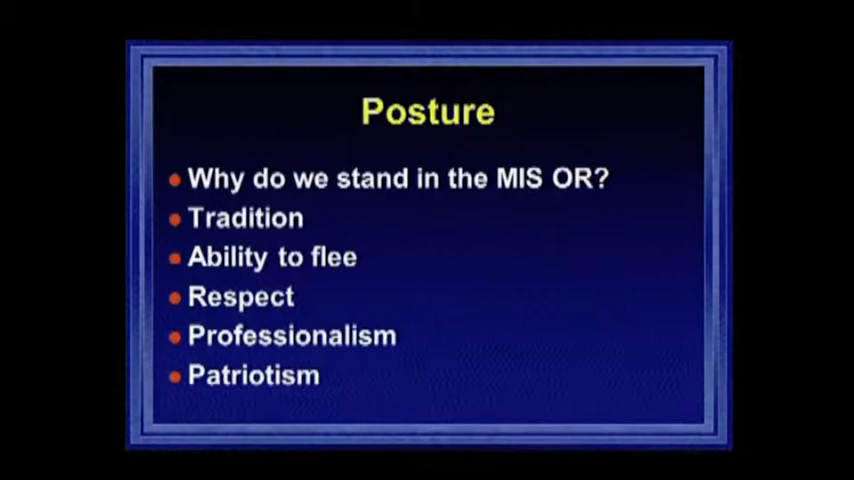 Posture
Why do we stand in the MIS OR?
Tradition
Ability to flee
Respect
Professionalism
Patriotism